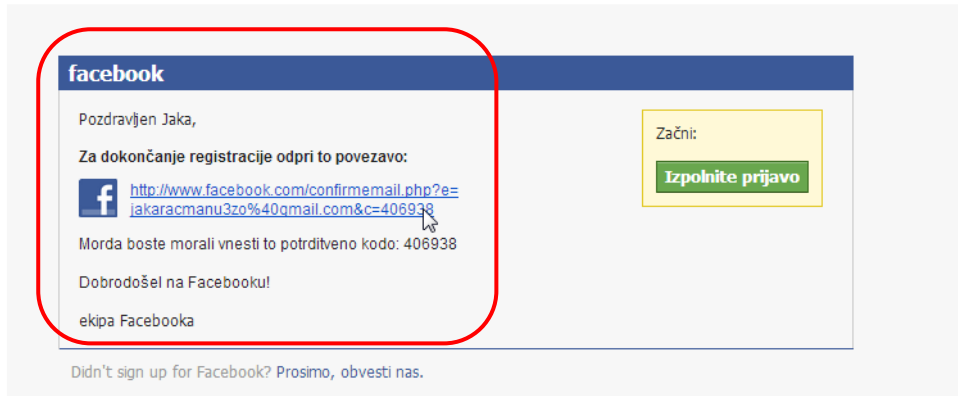 facebook
Pozdravljen Jaka,
Za dokončanje registracije odpri to povezavo:
http://www.facebook.com/confirmemail.php?e=
jakaracmanu3zo%40gmail.com&c=406938
Morda boste morali vnesti to potrditveno kodo: 406938
Dobrodošel na Facebooku!
ekipa Facebooka
Začni:
Izpolnite prijavo
Didn't sign up for Facebook? Prosimo, obvesti nas.